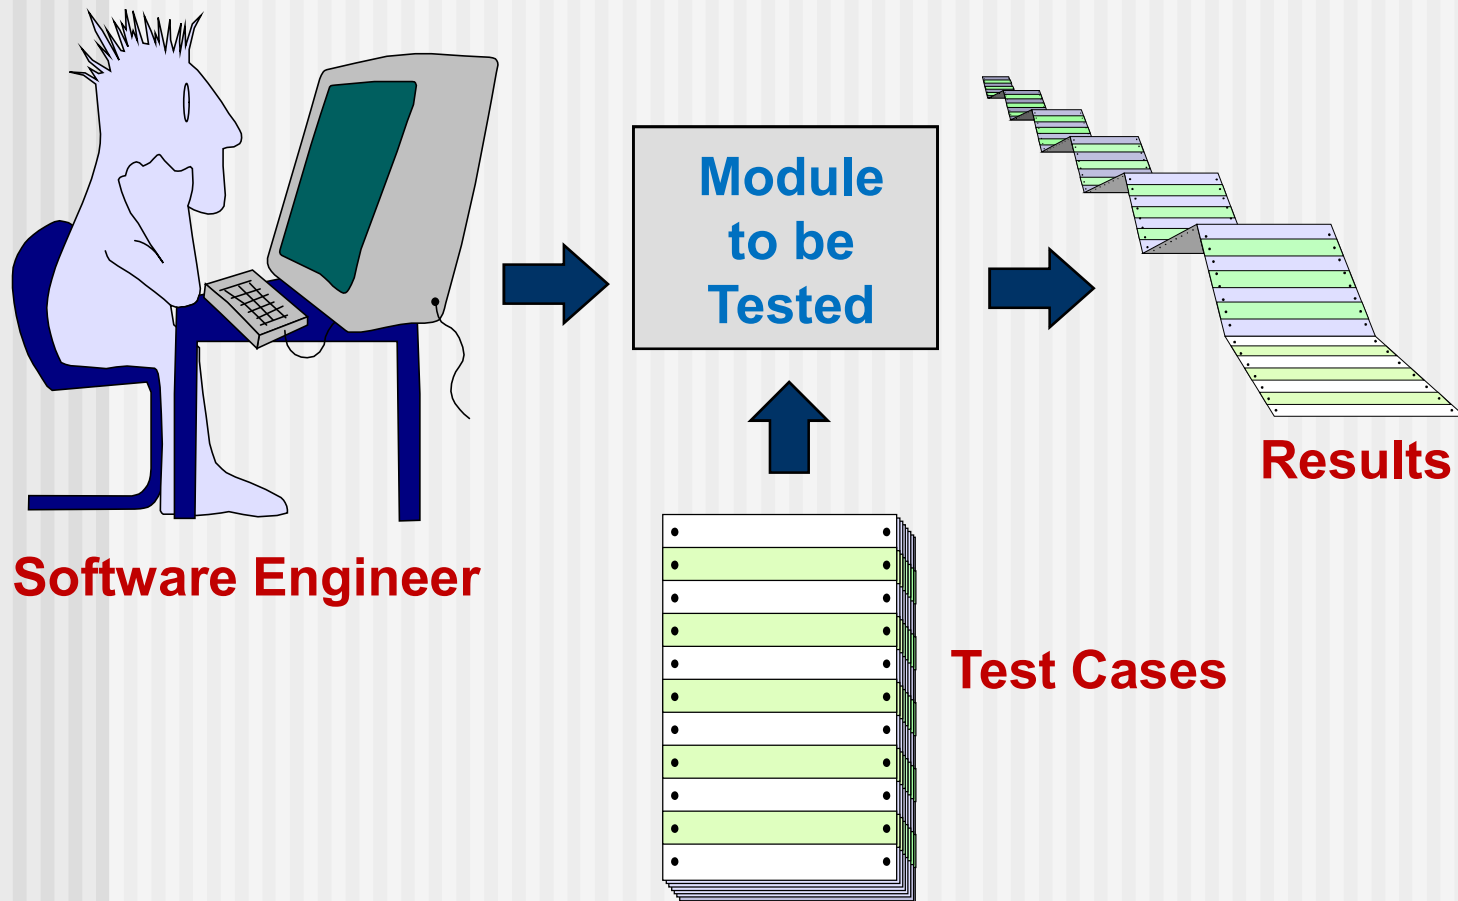 Module
to be
Tested
Results
Software Engineer
Test Cases